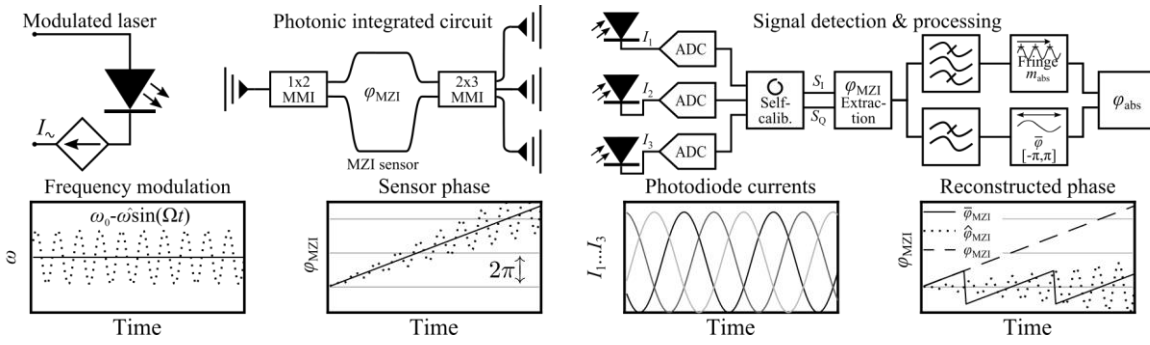 Modulated laser
I~
Photonic integrated circuit
1x2
MMI
φMZI
2x3
MMI
MZI sensor
Signal detection & processing
I1
ADC
I2
ADC
I3
ADC
Self-
calib.
SI
SQ
φMZI
Extrac-
tion
Fringe
mabs
φ̅
[-π,π]
φabs
Frequency modulation
ω0-ω̂sin(Ωt)
ω
Time
Sensor phase
φMZI
2π
Time
Photodiode currents
I1...I3
Time
Reconstructed phase
φMZI
φ̅MZI
φ̂MZI
φMZI
Time